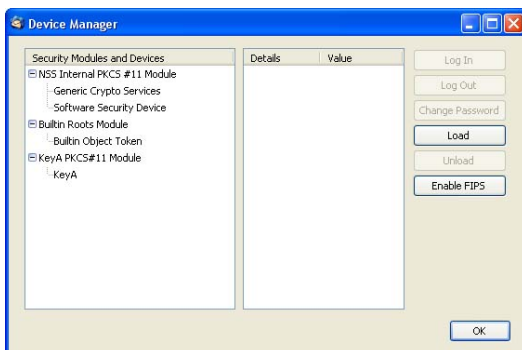 Device Manager
Security Modules and Devices
NSS Internal PKCS #11 Module
Generic Crypto Services
Software Security Device
Builtin Roots Module
Builtin Object Token
KeyA PKCS#11 Module
KeyA
Details Value
Log In
Log Out
Change Password
Load
Unload
Enable FIPS
OK